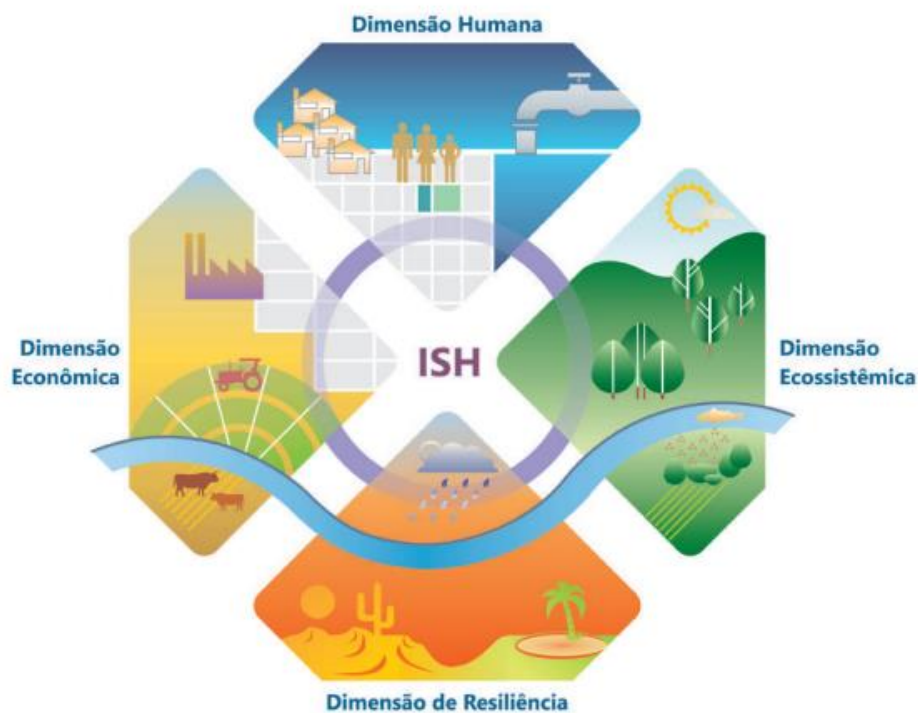 Dimensão Humana
Dimensão
Econômica
ISH
Dimensão
Ecossistêmica
Dimensão de Resiliência